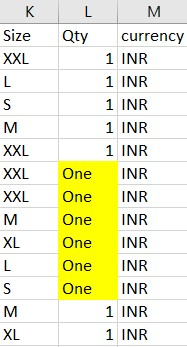 K L M
Size Qty currency
XXL 1 INR
L 1 INR
S 1 INR
M 1 INR
XXL 1 INR
XXL One INR
XXL One INR
M One INR
XL One INR
L One INR
S One INR
M 1 INR
XL 1 INR